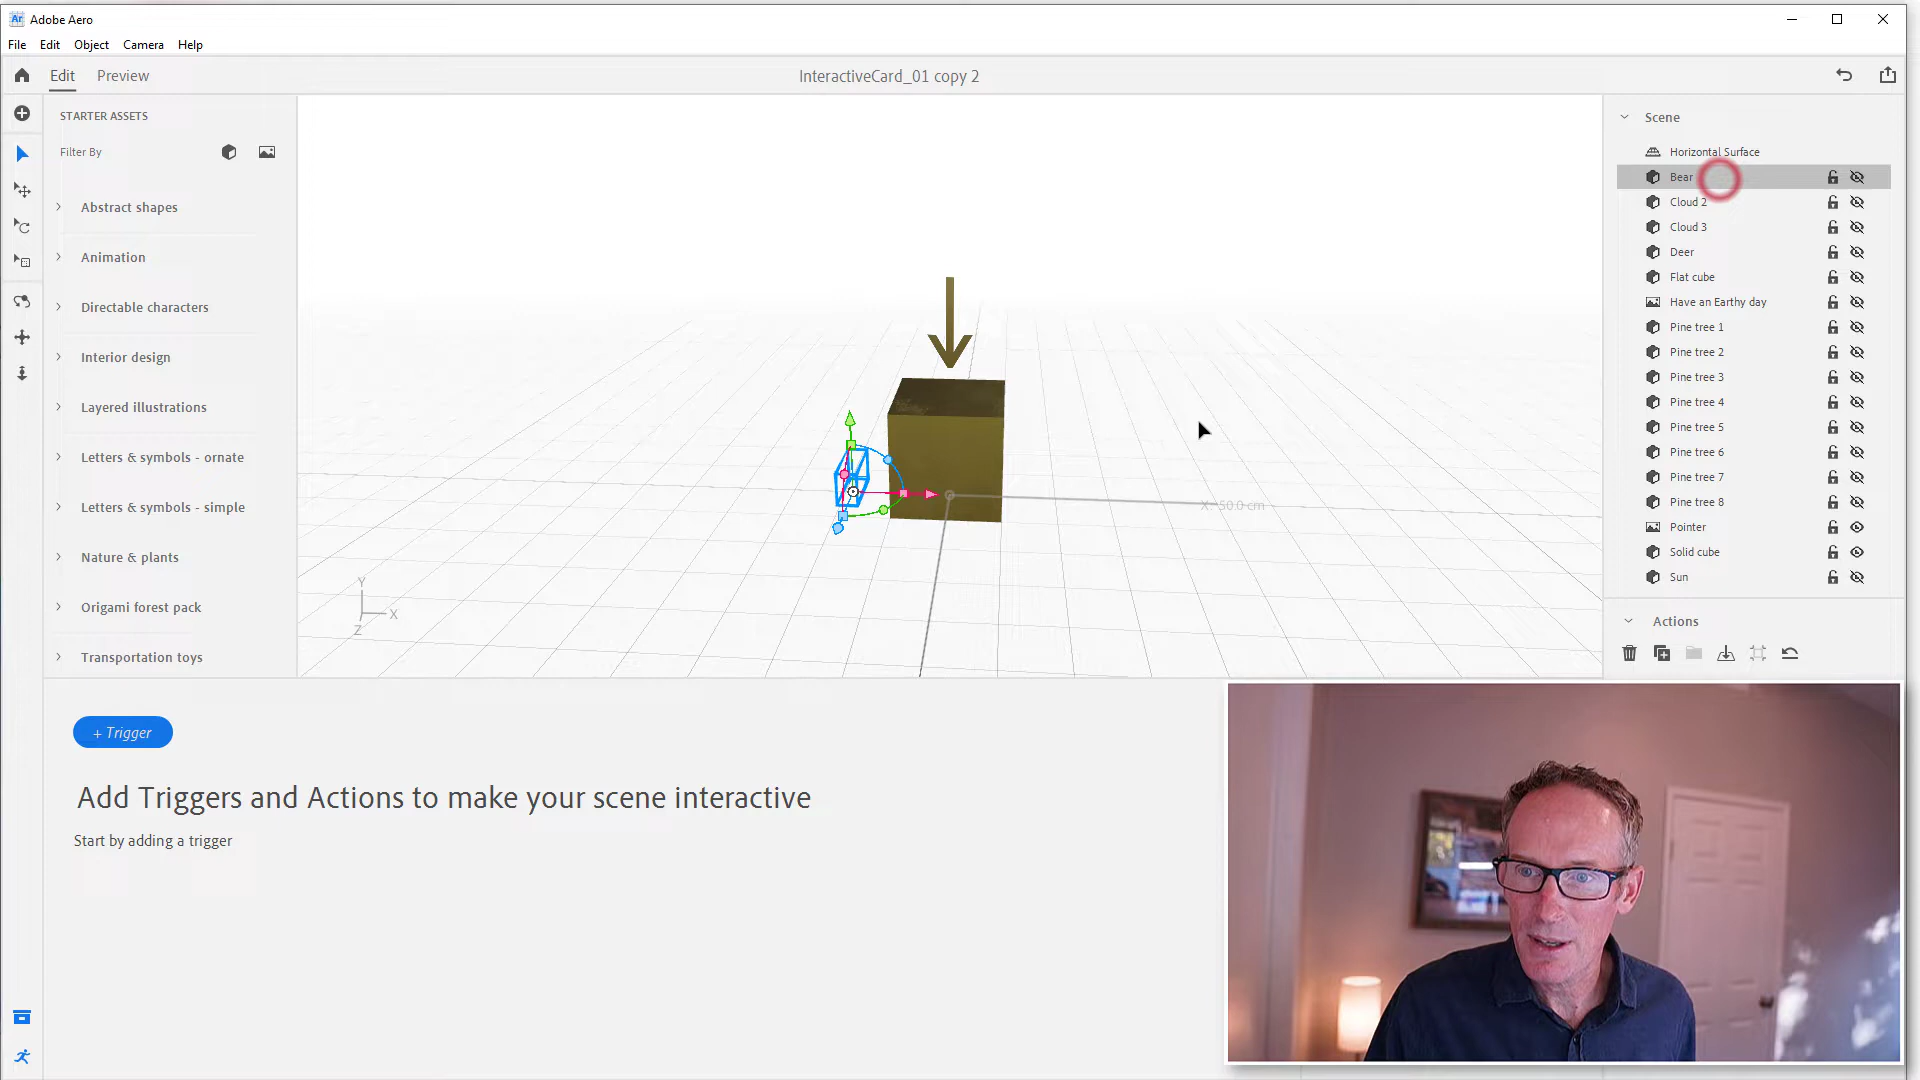 Ar Adobe Aero
File Edit Object Camera Help
Edit Preview InteractiveCard_01 copy 2
STARTER ASSETS
Filter By
Abstract shapes
Animation
Directable characters
Interior design
Layered illustrations
Letters & symbols - ornate
Letters & symbols - simple
Nature & plants
Origami forest pack
Transportation toys
X: 50.0 cm
Y
X
Z
Scene
Horizontal Surface
Bear
Cloud 2
Cloud 3
Deer
Flat cube
Have an Earthy day
Pine tree 1
Pine tree 2
Pine tree 3
Pine tree 4
Pine tree 5
Pine tree 6
Pine tree 7
Pine tree 8
Pointer
Solid cube
Sun
Actions
+ Trigger
Add Triggers and Actions to make your scene interactive
Start by adding a trigger